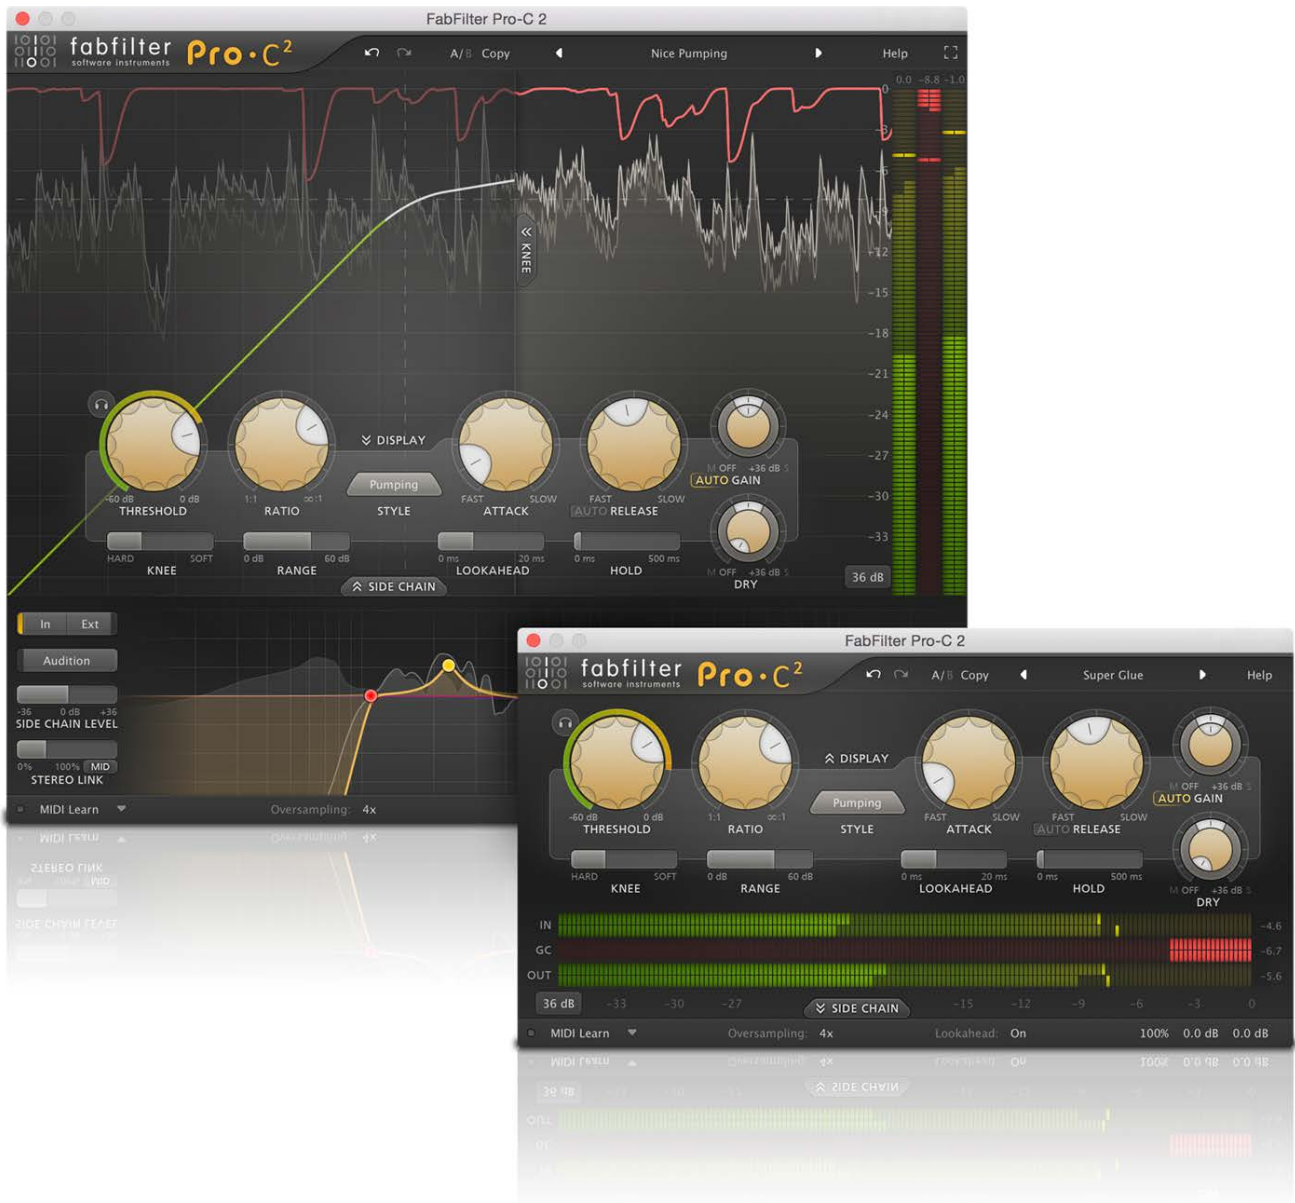 FabFilter Pro-C 2
fabfilter
software instruments
Pro·C²
A/B Copy
Nice Pumping
Help
0.0 -8.8 -1.0
0
-3
-6
-9
-12
-15
-18
-21
-24
-27
-30
-33
36 dB
KNEE
-60 dB 0 dB
THRESHOLD
1:1 ∞:1
RATIO
DISPLAY
Pumping
STYLE
FAST SLOW
ATTACK
FAST SLOW
AUTO RELEASE
M OFF +36 dB S
AUTO GAIN
HARD SOFT
KNEE
0 dB 60 dB
RANGE
0 ms 20 ms
LOOKAHEAD
0 ms 500 ms
HOLD
M OFF +36 dB S
DRY
SIDE CHAIN
In Ext
Audition
-36 0 dB +36
SIDE CHAIN LEVEL
0% 100% MID
STEREO LINK
MIDI Learn
Oversampling: 4x
FabFilter Pro-C 2
fabfilter
software instruments
Pro·C²
A/B Copy
Super Glue
Help
-60 dB 0 dB
THRESHOLD
1:1 ∞:1
RATIO
DISPLAY
Pumping
STYLE
FAST SLOW
ATTACK
FAST SLOW
AUTO RELEASE
M OFF +36 dB S
AUTO GAIN
HARD SOFT
KNEE
0 dB 60 dB
RANGE
0 ms 20 ms
LOOKAHEAD
0 ms 500 ms
HOLD
M OFF +36 dB S
DRY
IN -4.6
GC -6.7
OUT -5.6
36 dB -33 -30 -27 SIDE CHAIN -15 -12 -9 -6 -3 0
MIDI Learn Oversampling: 4x Lookahead: On 100% 0.0 dB 0.0 dB